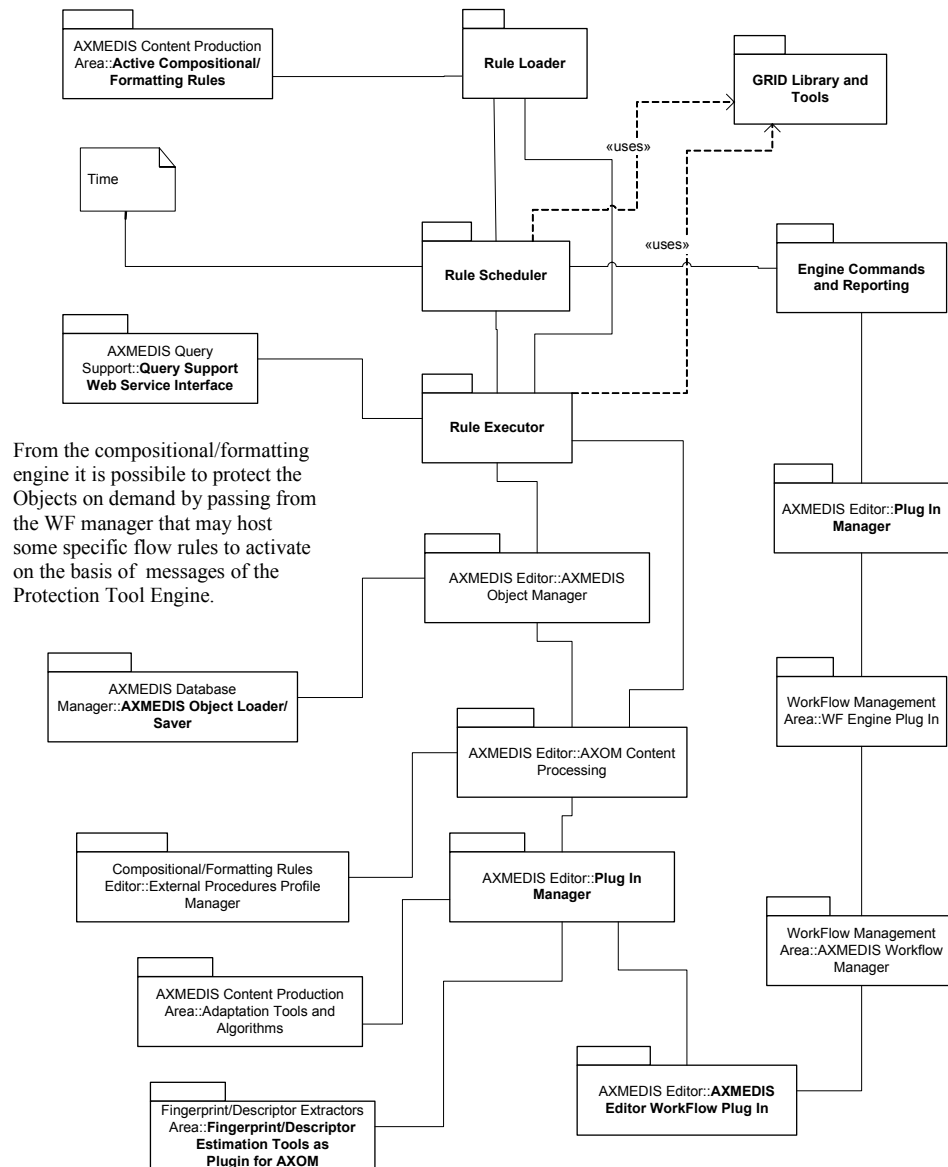 AXMEDIS Content Production
Area::Active Compositional/
Formatting Rules
Rule Loader
GRID Library and
Tools
«uses»
Time
«uses»
Rule Scheduler
Engine Commands
and Reporting
AXMEDIS Query
Support::Query Support
Web Service Interface
Rule Executor
From the compositional/formatting
engine it is possibile to protect the
Objects on demand by passing from
the WF manager that may host
some specific flow rules to activate
on the basis of  messages of the
Protection Tool Engine.
AXMEDIS Editor::Plug In
Manager
AXMEDIS Editor::AXMEDIS
Object Manager
AXMEDIS Database
Manager::AXMEDIS Object Loader/
Saver
WorkFlow Management
Area::WF Engine Plug In
AXMEDIS Editor::AXOM Content
Processing
Compositional/Formatting Rules
Editor::External Procedures Profile
Manager
AXMEDIS Editor::Plug In
Manager
WorkFlow Management
Area::AXMEDIS Workflow
Manager
AXMEDIS Content Production
Area::Adaptation Tools and
Algorithms
AXMEDIS Editor::AXMEDIS
Editor WorkFlow Plug In
Fingerprint/Descriptor Extractors
Area::Fingerprint/Descriptor
Estimation Tools as
Plugin for AXOM